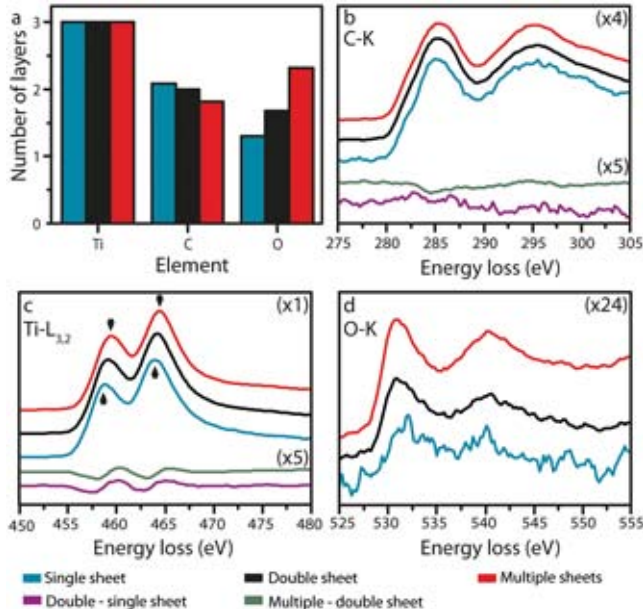 a
Number of layers
3
2
1
0
Ti
C
O
Element
b
C-K
(x4)
(x5)
275
280
285
290
295
300
305
Energy loss (eV)
c
Ti-L3,2
(x1)
(x5)
450
455
460
465
470
475
480
Energy loss (eV)
d
O-K
(x24)
525
530
535
540
545
550
555
Energy loss (eV)
Single sheet
Double sheet
Multiple sheets
Double - single sheet
Multiple - double sheet